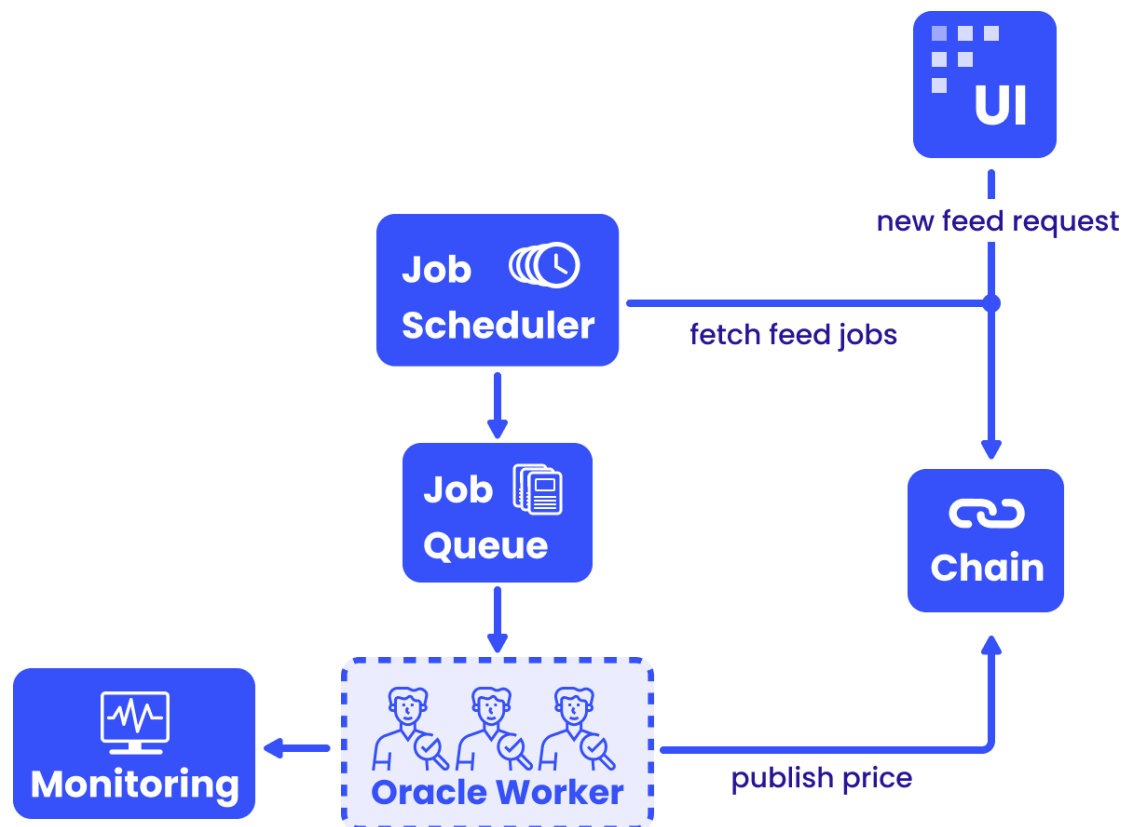 UI
new feed request
Job
Scheduler
fetch feed jobs
Job
Queue
Chain
Monitoring
Oracle Worker
publish price